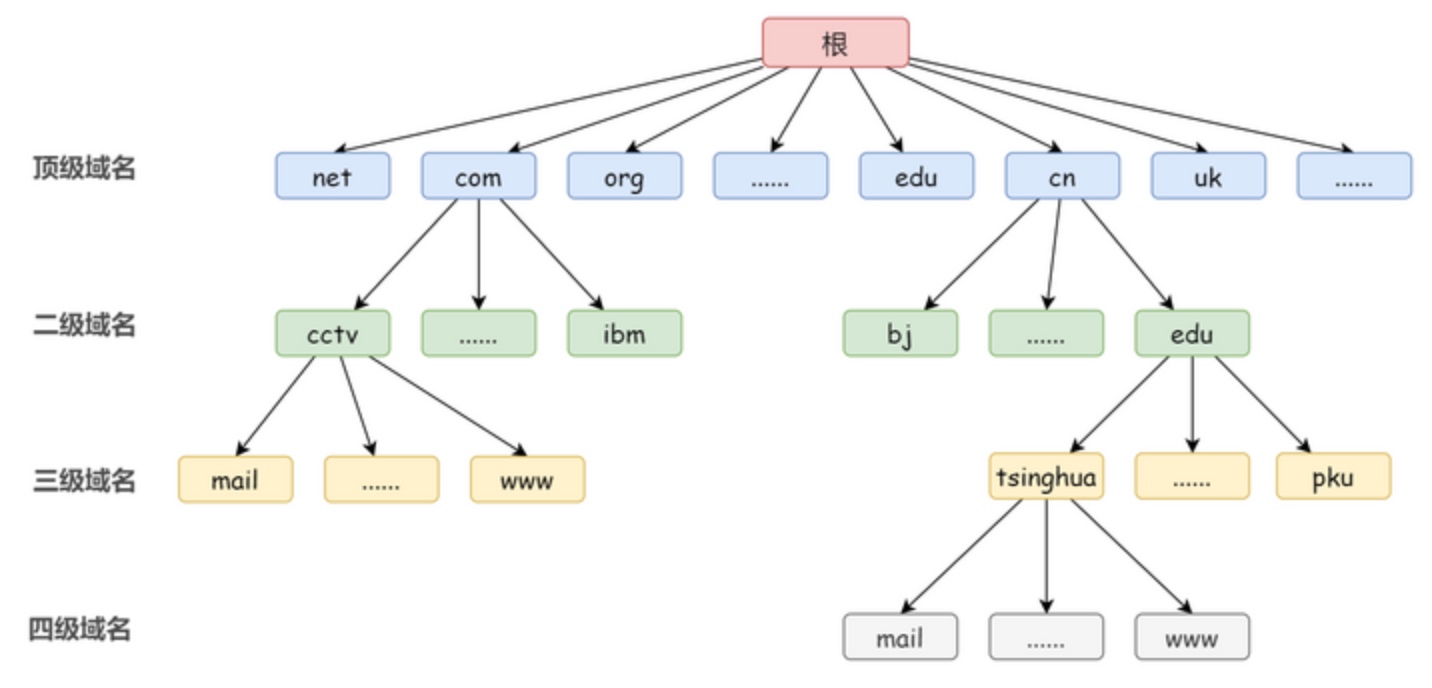 根
顶级域名
net
com
org
......
edu
cn
uk
......
二级域名
cctv
......
ibm
bj
......
edu
三级域名
mail
......
www
tsinghua
......
pku
四级域名
mail
......
www